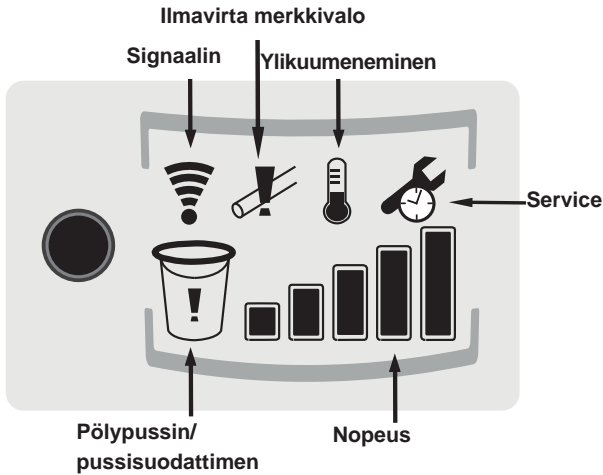 Ilmavirta merkkivalo
Signaalin
Ylikuumeneminen
Service
Pölypussin/
pussisuodattimen
Nopeus